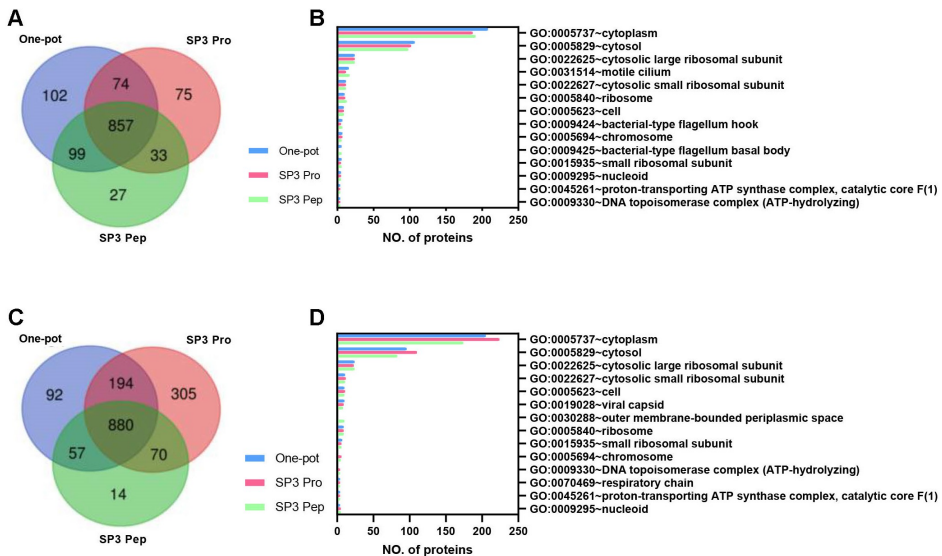 A
One-pot
SP3 Pro
74
102
75
857
99
33
27
SP3 Pep
One-pot
SP3 Pro
SP3 Pep
B
GO:0005737~cytoplasm
GO:0005829~cytosol
GO:0022625~cytosolic large ribosomal subunit
GO:0031514~motile cilium
GO:0022627~cytosolic small ribosomal subunit
GO:0005840~ribosome
GO:0005623~cell
GO:0009424~bacterial-type flagellum hook
GO:0005694~chromosome
GO:0009425~bacterial-type flagellum basal body
GO:0015935~small ribosomal subunit
GO:0009295~nucleoid
GO:0045261~proton-transporting ATP synthase complex, catalytic core F(1)
GO:0009330~DNA topoisomerase complex (ATP-hydrolyzing)
0 50 100 150 200 250
NO. of proteins
C
One-pot
SP3 Pro
194
92
305
880
57
70
14
SP3 Pep
One-pot
SP3 Pro
SP3 Pep
D
GO:0005737~cytoplasm
GO:0005829~cytosol
GO:0022625~cytosolic large ribosomal subunit
GO:0022627~cytosolic small ribosomal subunit
GO:0005623~cell
GO:0019028~viral capsid
GO:0030288~outer membrane-bounded periplasmic space
GO:0005840~ribosome
GO:0015935~small ribosomal subunit
GO:0005694~chromosome
GO:0009330~DNA topoisomerase complex (ATP-hydrolyzing)
GO:0070469~respiratory chain
GO:0045261~proton-transporting ATP synthase complex, catalytic core F(1)
GO:0009295~nucleoid
0 50 100 150 200 250
NO. of proteins